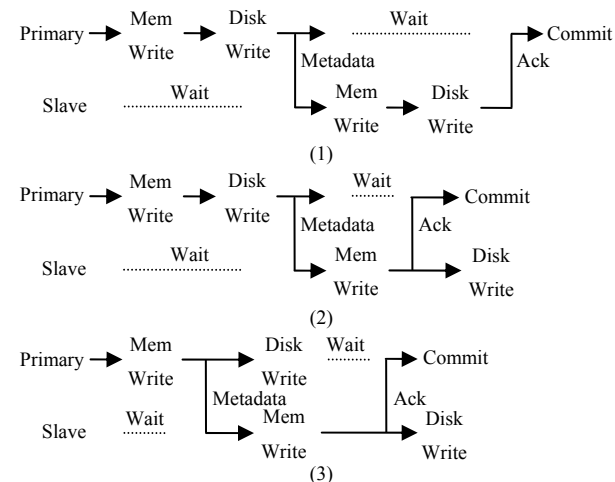 Primary Mem Write Disk Write Wait Commit
Metadata Ack
Slave Wait Mem Write Disk Write
(1)
Primary Mem Write Disk Write Wait Commit
Metadata Ack
Slave Wait Mem Write Disk Write
(2)
Primary Mem Write Disk Write Wait Commit
Metadata Ack
Slave Wait Mem Write Disk Write
(3)